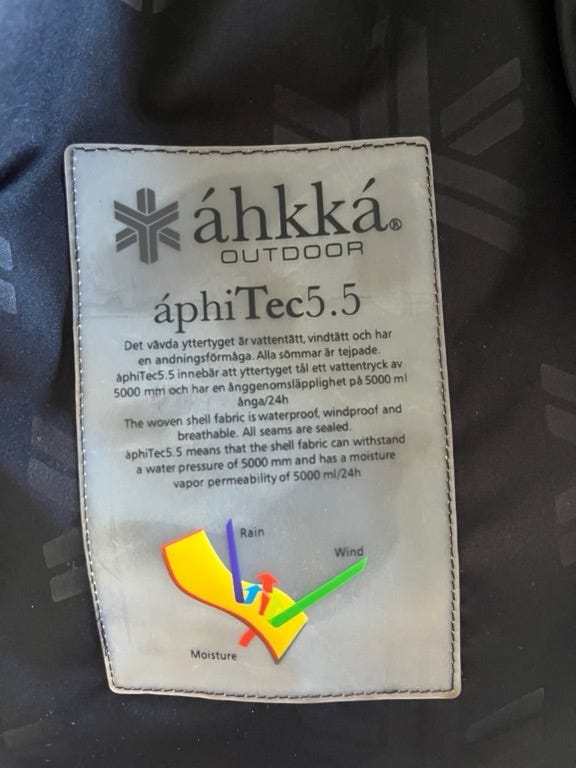 áhkká®
OUTDOOR
áphiTec5.5
Det vävda yttertyget är vattentätt, vindtätt och har
en andningsförmåga. Alla sömmar är tejpade.
áphiTec5.5 innebär att yttertyget tål ett vattentryck av
5000 mm och har en ånggenomsläpplighet på 5000 ml
ånga/24h
The woven shell fabric is waterproof, windproof and
breathable. All seams are sealed.
àphiTec5.5 means that the shell fabric can withstand
a water pressure of 5000 mm and has a moisture
vapor permeability of 5000 ml/24h
Rain
Wind
Moisture